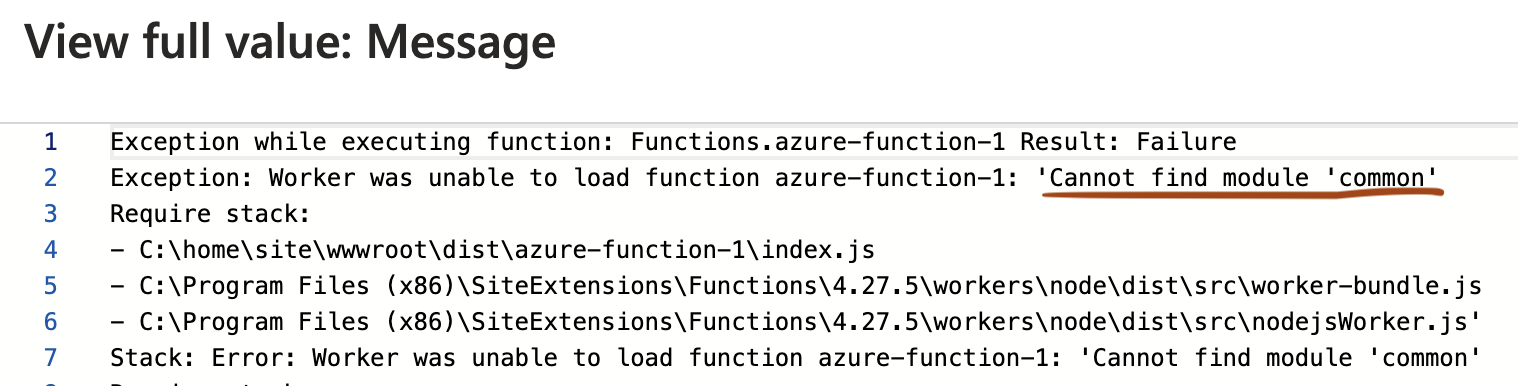 View full value: Message
1 Exception while executing function: Functions.azure-function-1 Result: Failure
2 Exception: Worker was unable to load function azure-function-1: 'Cannot find module 'common'
3 Require stack:
4 - C:\home\site\wwwroot\dist\azure-function-1\index.js
5 - C:\Program Files (x86)\SiteExtensions\Functions\4.27.5\workers\node\dist\src\worker-bundle.js
6 - C:\Program Files (x86)\SiteExtensions\Functions\4.27.5\workers\node\dist\src\nodejsWorker.js'
7 Stack: Error: Worker was unable to load function azure-function-1: 'Cannot find module 'common'